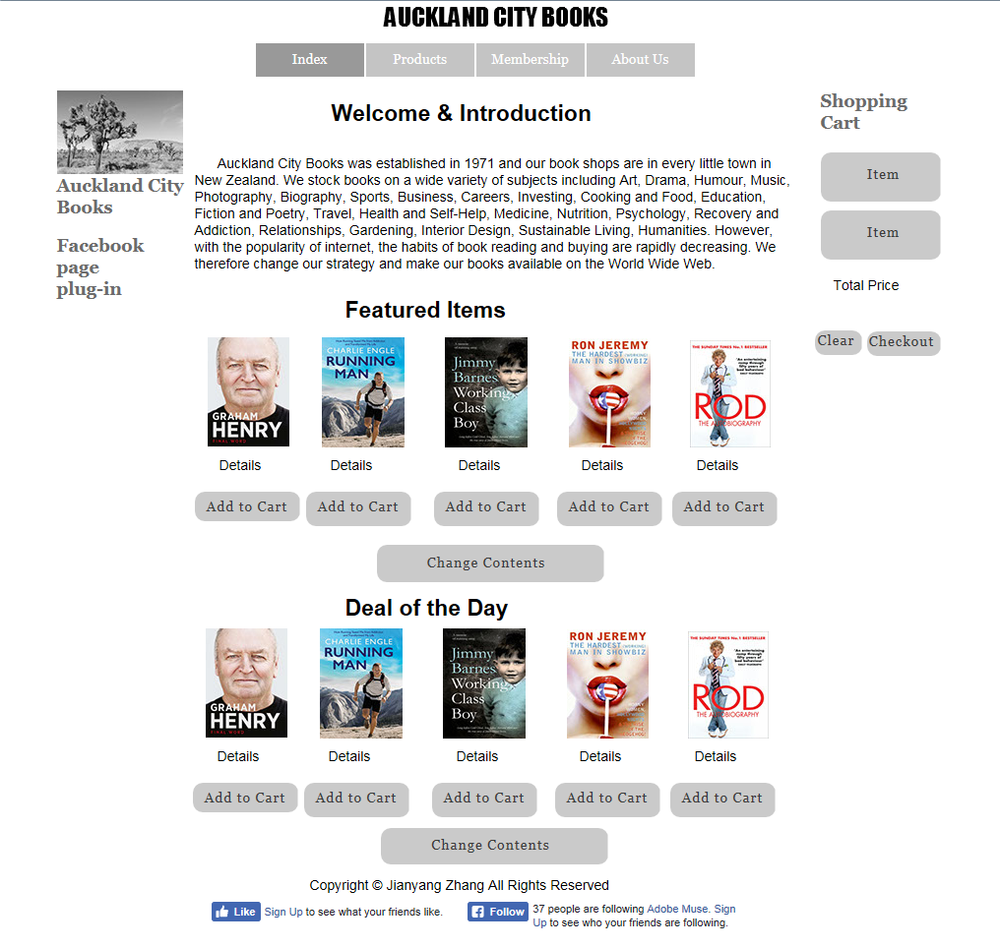 AUCKLAND CITY BOOKS
Index
Products
Membership
About Us
Auckland City
Books
Facebook
page
plug-in
Welcome & Introduction
Auckland City Books was established in 1971 and our book shops are in every little town in
New Zealand. We stock books on a wide variety of subjects including Art, Drama, Humour, Music,
Photography, Biography, Sports, Business, Careers, Investing, Cooking and Food, Education,
Fiction and Poetry, Travel, Health and Self-Help, Medicine, Nutrition, Psychology, Recovery and
Addiction, Relationships, Gardening, Interior Design, Sustainable Living, Humanities. However,
with the popularity of internet, the habits of book reading and buying are rapidly decreasing. We
therefore change our strategy and make our books available on the World Wide Web.
Shopping
Cart
Item
Item
Total Price
Clear
Checkout
Featured Items
GRAHAM
HENRY
FINAL WORD
CHARLIE ENGLE
RUNNING
MAN
Jimmy
Barnes
Working
Class
Boy
RON JEREMY
THE HARDEST (WORKING)
MAN IN SHOWBIZ
THE SUNDAY TIMES No.1 BESTSELLER
ROD
THE AUTOBIOGRAPHY
Details
Details
Details
Details
Details
Add to Cart
Add to Cart
Add to Cart
Add to Cart
Add to Cart
Change Contents
Deal of the Day
GRAHAM
HENRY
FINAL WORD
CHARLIE ENGLE
RUNNING
MAN
Jimmy
Barnes
Working
Class
Boy
RON JEREMY
THE HARDEST (WORKING)
MAN IN SHOWBIZ
THE SUNDAY TIMES No.1 BESTSELLER
ROD
THE AUTOBIOGRAPHY
Details
Details
Details
Details
Details
Add to Cart
Add to Cart
Add to Cart
Add to Cart
Add to Cart
Change Contents
Copyright © Jianyang Zhang All Rights Reserved
Like
Sign Up to see what your friends like.
Follow
37 people are following Adobe Muse. Sign
Up to see who your friends are following.